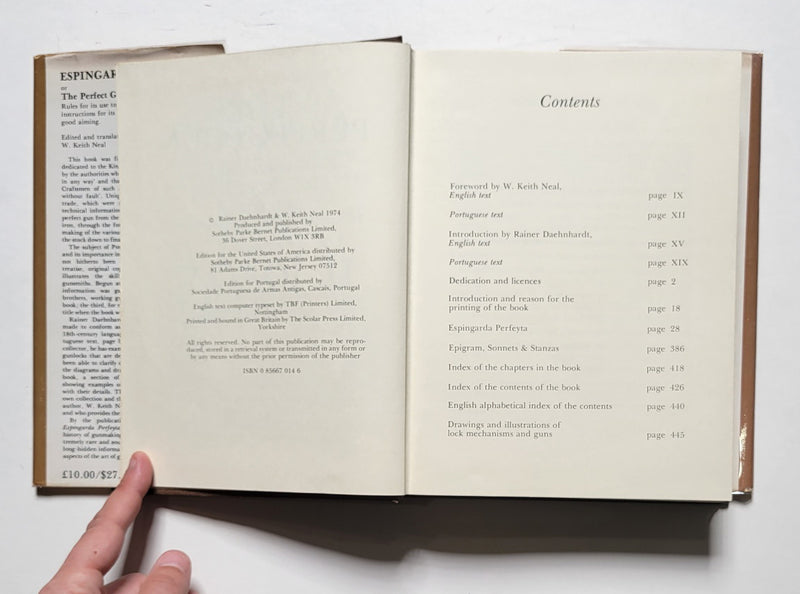 ESPINGAR
or
The Perfect G
Rules for its use to
instructions for its
good aiming.
Edited and transla
W. Keith Neal
This book was fi
dedicated to the Kin
by the authorities wh
in any way' and tha
Craftsmen of such
without fault'. Uniq
trade, which were
technical information
perfect gun from the
iron, through the for
making of the various
the stock down to final
The subject of Po
and its importance in
not hitherto been
treatise, original
illustrates the skill
gunsmiths. Begun
information was
brothers, working g
book; the third, for
title when the book w
Rainer Daehnhar
made to conform as
18th-century langua
tuguese text, page
collector, he has exam
gunlocks that are de
been able to clarify
the diagrams and dra
book, a section of
showing examples o
with their details. T
own collection and th
author, W. Keith N
and who provides the
By the publicati
Espingarda Perfeyta
history of gunmaking
tremely rare and
long-hidden informat
aspects of the art of g
£10.00/$27.
© Rainer Daehnhardt & W. Keith Neal 1974
Produced and published by
Sotheby Parke Bernet Publications Limited,
36 Dover Street, London W1X 3RB
Edition for the United States of America distributed by
Sotheby Parke Bernet Publications Limited,
81 Adams Drive, Totowa, New Jersey 07512
Edition for Portugal distributed by
Sociedade Portuguesa de Armas Antigas, Cascais, Portugal
English text computer typeset by TBF (Printers) Limited,
Nottingham
Printed and bound in Great Britain by The Scolar Press Limited,
Yorkshire
All rights reserved. No part of this publication may be repro-
duced, stored in a retrieval system or transmitted in any form or
by any means without the prior permission of the publisher
ISBN 0 85667 014 6
Contents
Foreword by W. Keith Neal,
English text page IX
Portuguese text page XII
Introduction by Rainer Daehnhardt,
English text page XV
Portuguese text page XIX
Dedication and licences page 2
Introduction and reason for the
printing of the book page 18
Espingarda Perfeyta page 28
Epigram, Sonnets & Stanzas page 386
Index of the chapters in the book page 418
Index of the contents of the book page 426
English alphabetical index of the contents page 440
Drawings and illustrations of
lock mechanisms and guns page 445